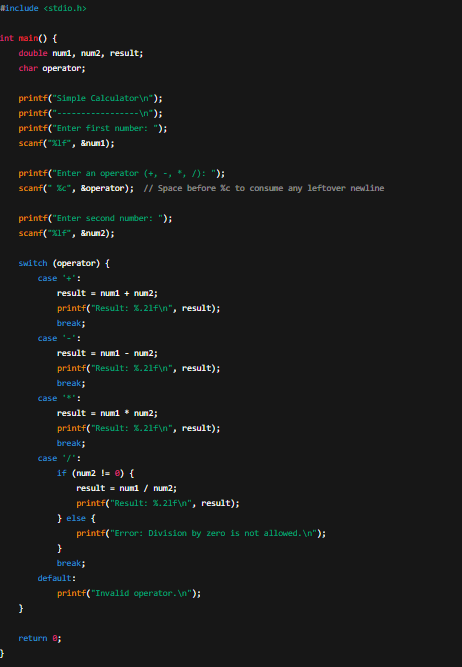 #include <stdio.h>

int main() {
    double num1, num2, result;
    char operator;

    printf("Simple Calculator\n");
    printf("-----------------\n");
    printf("Enter first number: ");
    scanf("%lf", &num1);

    printf("Enter an operator (+, -, *, /): ");
    scanf(" %c", &operator);  // Space before %c to consume any leftover newline

    printf("Enter second number: ");
    scanf("%lf", &num2);

    switch (operator) {
        case '+':
            result = num1 + num2;
            printf("Result: %.2lf\n", result);
            break;
        case '-':
            result = num1 - num2;
            printf("Result: %.2lf\n", result);
            break;
        case '*':
            result = num1 * num2;
            printf("Result: %.2lf\n", result);
            break;
        case '/':
            if (num2 != 0) {
                result = num1 / num2;
                printf("Result: %.2lf\n", result);
            } else {
                printf("Error: Division by zero is not allowed.\n");
            }
            break;
        default:
            printf("Invalid operator.\n");
    }

    return 0;
}